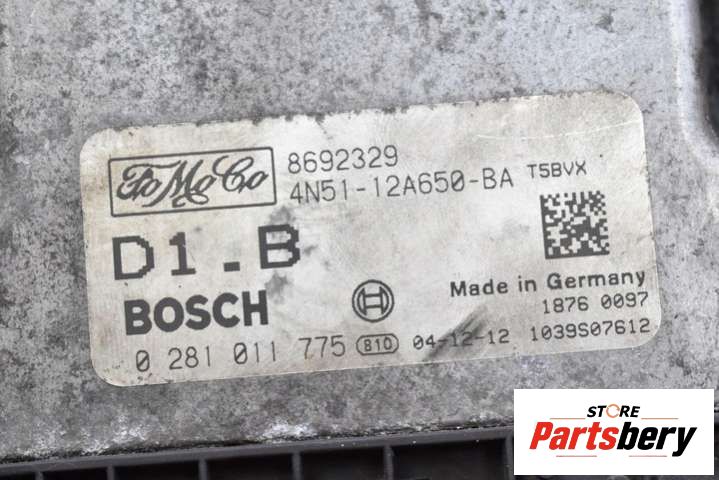 FoMoCo
8692329
4N51-12A650-BA T5BVX
D1.B
BOSCH
Made in Germany
1876 0097
0 281 011 775 810 04-12-12 1039S07612
STORE
Partsbery